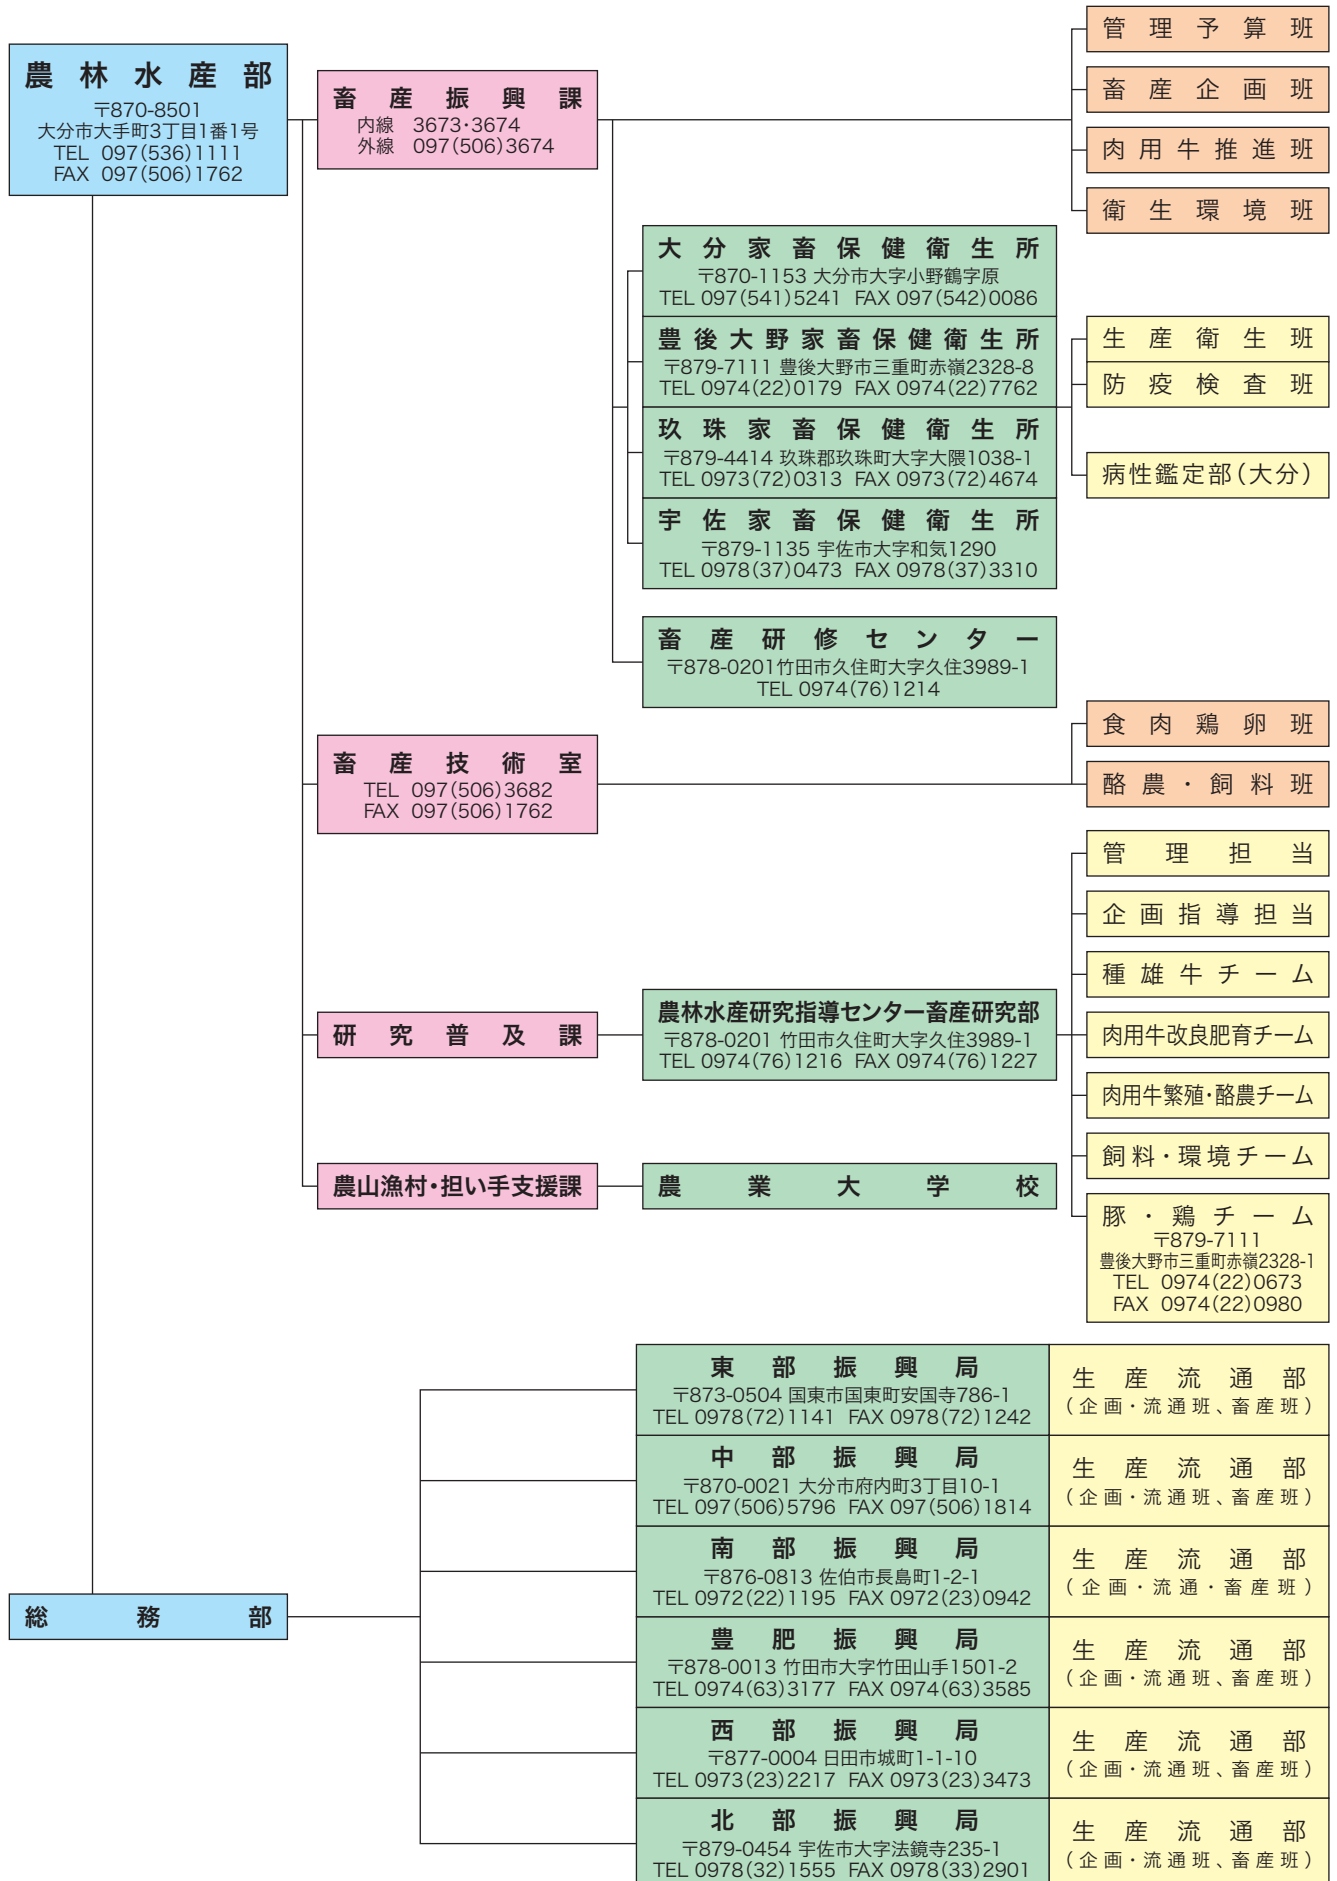 農林水産部
〒870-8501
大分市大手町3丁目1番1号
TEL 097(536)1111
FAX 097(506)1762
畜産振興課
内線 3673・3674
外線 097(506)3674
管理予算班
畜産企画班
肉用牛推進班
衛生環境班
大分家畜保健衛生所
〒870-1153 大分市大字小野鶴字原
TEL 097(541)5241 FAX 097(542)0086
豊後大野家畜保健衛生所
〒879-7111 豊後大野市三重町赤嶺2328-8
TEL 0974(22)0179 FAX 0974(22)7762
玖珠家畜保健衛生所
〒879-4414 玖珠郡玖珠町大字大隈1038-1
TEL 0973(72)0313 FAX 0973(72)4674
宇佐家畜保健衛生所
〒879-1135 宇佐市大字和気1290
TEL 0978(37)0473 FAX 0978(37)3310
生産衛生班
防疫検査班
病性鑑定部(大分)
畜産研修センター
〒878-0201竹田市久住町大字久住3989-1
TEL 0974(76)1214
畜産技術室
TEL 097(506)3682
FAX 097(506)1762
食肉鶏卵班
酪農・飼料班
研究普及課
農林水産研究指導センター畜産研究部
〒878-0201 竹田市久住町大字久住3989-1
TEL 0974(76)1216 FAX 0974(76)1227
管理担当
企画指導担当
種雄牛チーム
肉用牛改良肥育チーム
肉用牛繁殖・酪農チーム
飼料・環境チーム
豚・鶏チーム
〒879-7111
豊後大野市三重町赤嶺2328-1
TEL 0974(22)0673
FAX 0974(22)0980
農山漁村・担い手支援課
農業大学校
総務部
東部振興局
〒873-0504 国東市国東町安国寺786-1
TEL 0978(72)1141 FAX 0978(72)1242
生産流通部
(企画・流通班、畜産班)
中部振興局
〒870-0021 大分市府内町3丁目10-1
TEL 097(506)5796 FAX 097(506)1814
生産流通部
(企画・流通班、畜産班)
南部振興局
〒876-0813 佐伯市長島町1-2-1
TEL 0972(22)1195 FAX 0972(23)0942
生産流通部
(企画・流通・畜産班)
豊肥振興局
〒878-0013 竹田市大字竹田山手1501-2
TEL 0974(63)3177 FAX 0974(63)3585
生産流通部
(企画・流通班、畜産班)
西部振興局
〒877-0004 日田市城町1-1-10
TEL 0973(23)2217 FAX 0973(23)3473
生産流通部
(企画・流通班、畜産班)
北部振興局
〒879-0454 宇佐市大字法鏡寺235-1
TEL 0978(32)1555 FAX 0978(33)2901
生産流通部
(企画・流通班、畜産班)